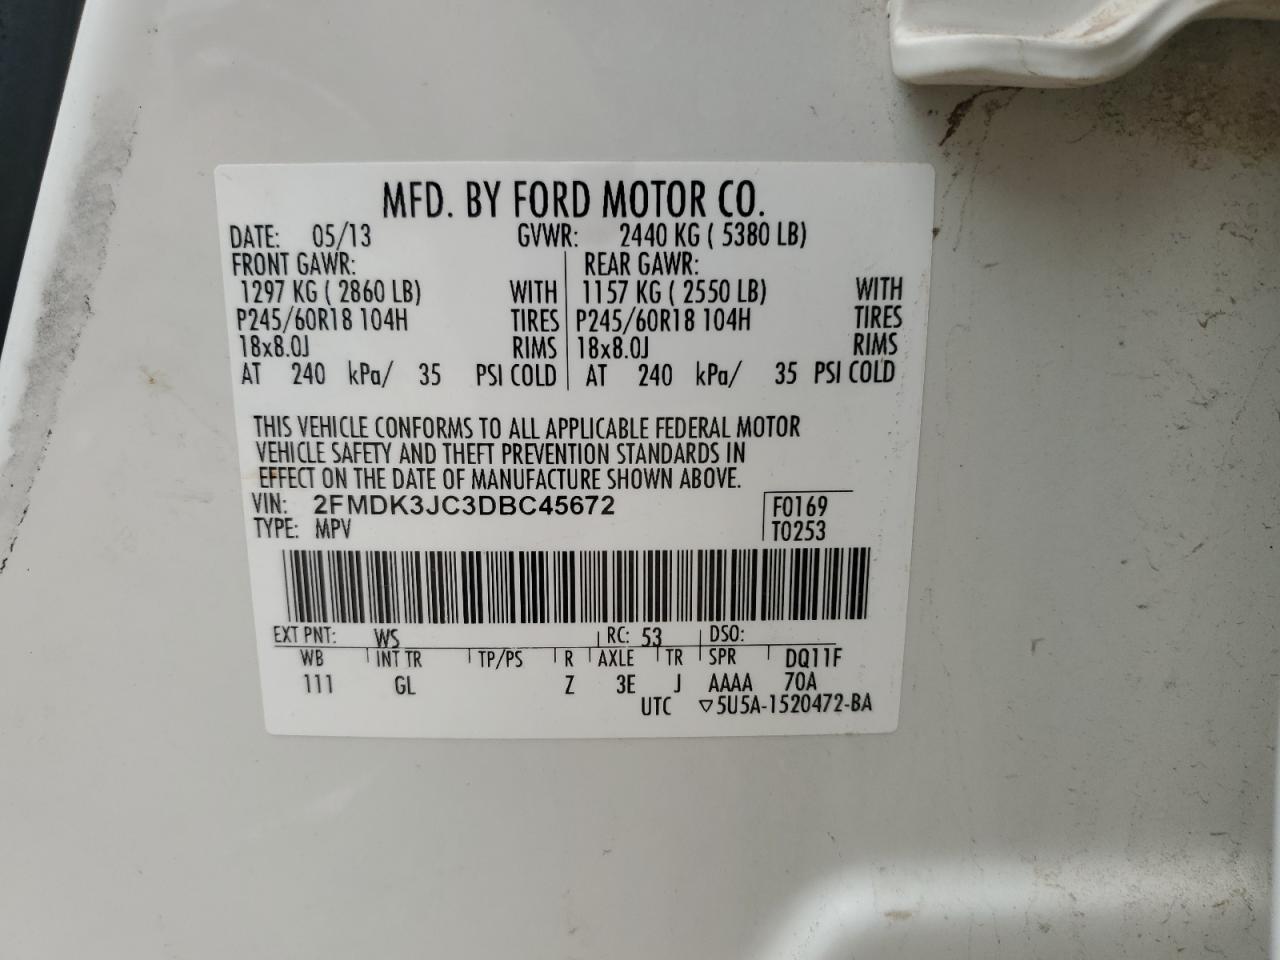 MFD. BY FORD MOTOR CO.
DATE: 05/13 GVWR: 2440 KG ( 5380 LB)
FRONT GAWR: REAR GAWR:
1297 KG ( 2860 LB) WITH 1157 KG ( 2550 LB) WITH
P245/60R18 104H TIRES P245/60R18 104H TIRES
18x8.0J RIMS 18x8.0J RIMS
AT 240 kPa/ 35 PSI COLD AT 240 kPa/ 35 PSI COLD
THIS VEHICLE CONFORMS TO ALL APPLICABLE FEDERAL MOTOR
VEHICLE SAFETY AND THEFT PREVENTION STANDARDS IN
EFFECT ON THE DATE OF MANUFACTURE SHOWN ABOVE.
VIN: 2FMDK3JC3DBC45672 F0169
TYPE: MPV T0253
EXT PNT: WS RC: 53 DSO:
WB INT TR TP/PS R AXLE TR SPR DQ11F
111 GL Z 3E J AAAA 70A
UTC ▽5U5A-1520472-BA